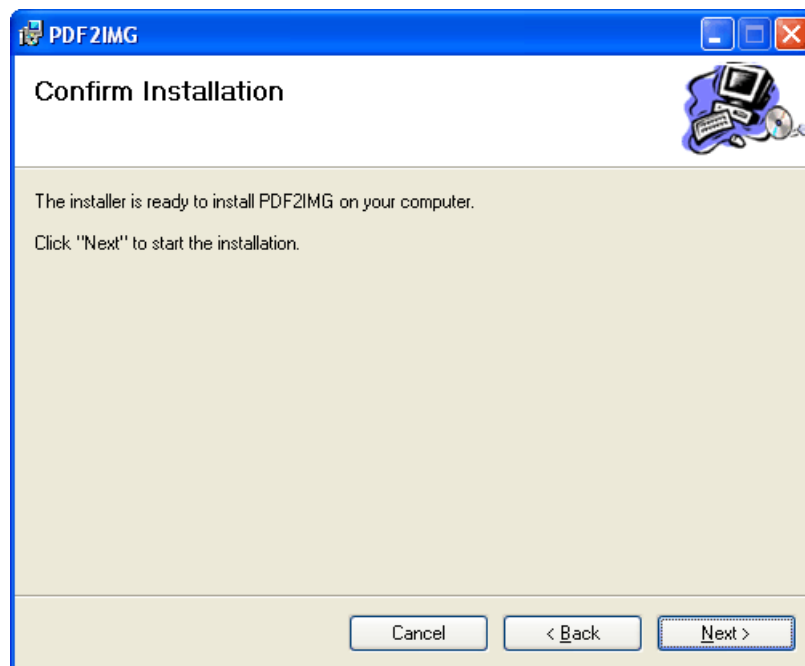 PDF2IMG
Confirm Installation
The installer is ready to install PDF2IMG on your computer.
Click "Next" to start the installation.
Cancel
< Back
Next >